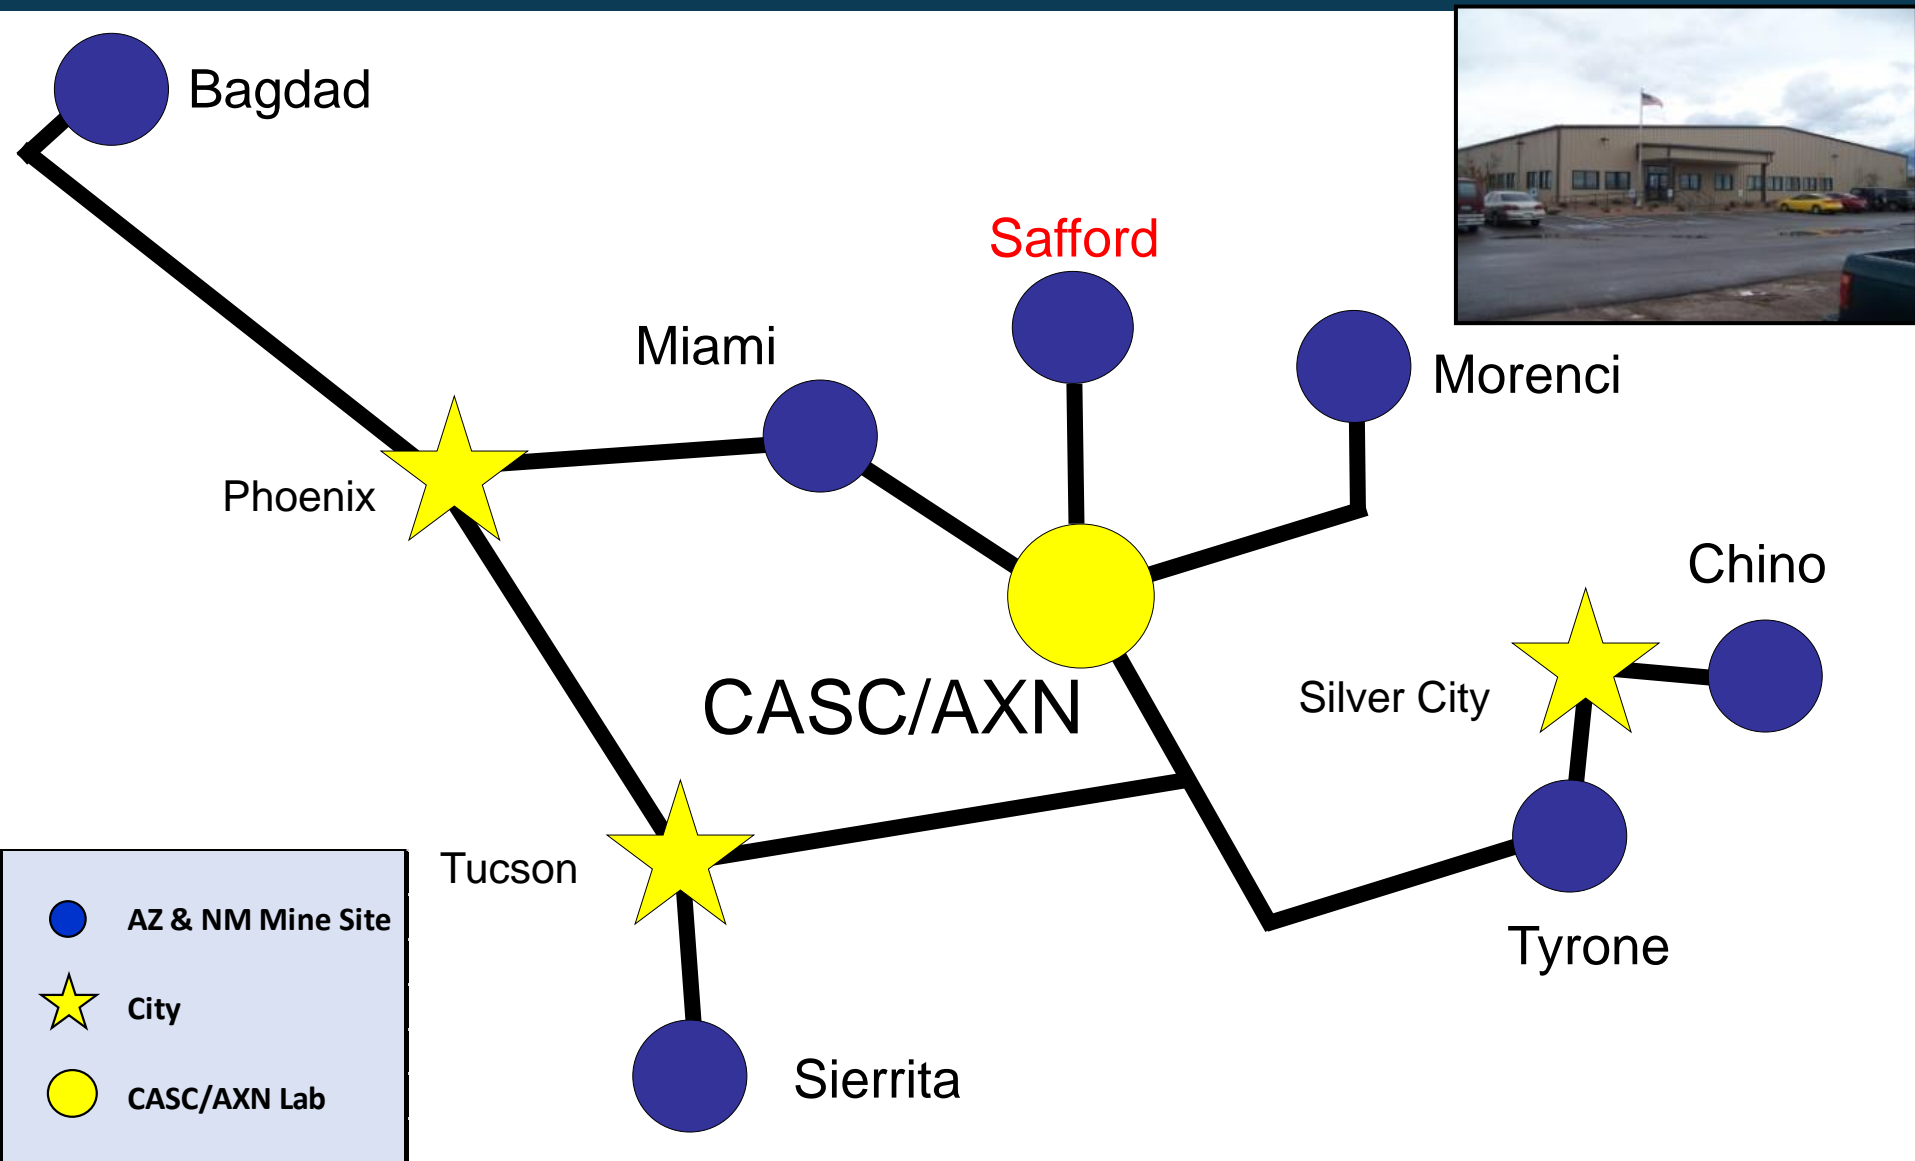 Bagdad
Safford
Miami
Morenci
Phoenix
Chino
Silver City
CASC/AXN
Tucson
Tyrone
Sierrita
AZ & NM Mine Site
City
CASC/AXN Lab